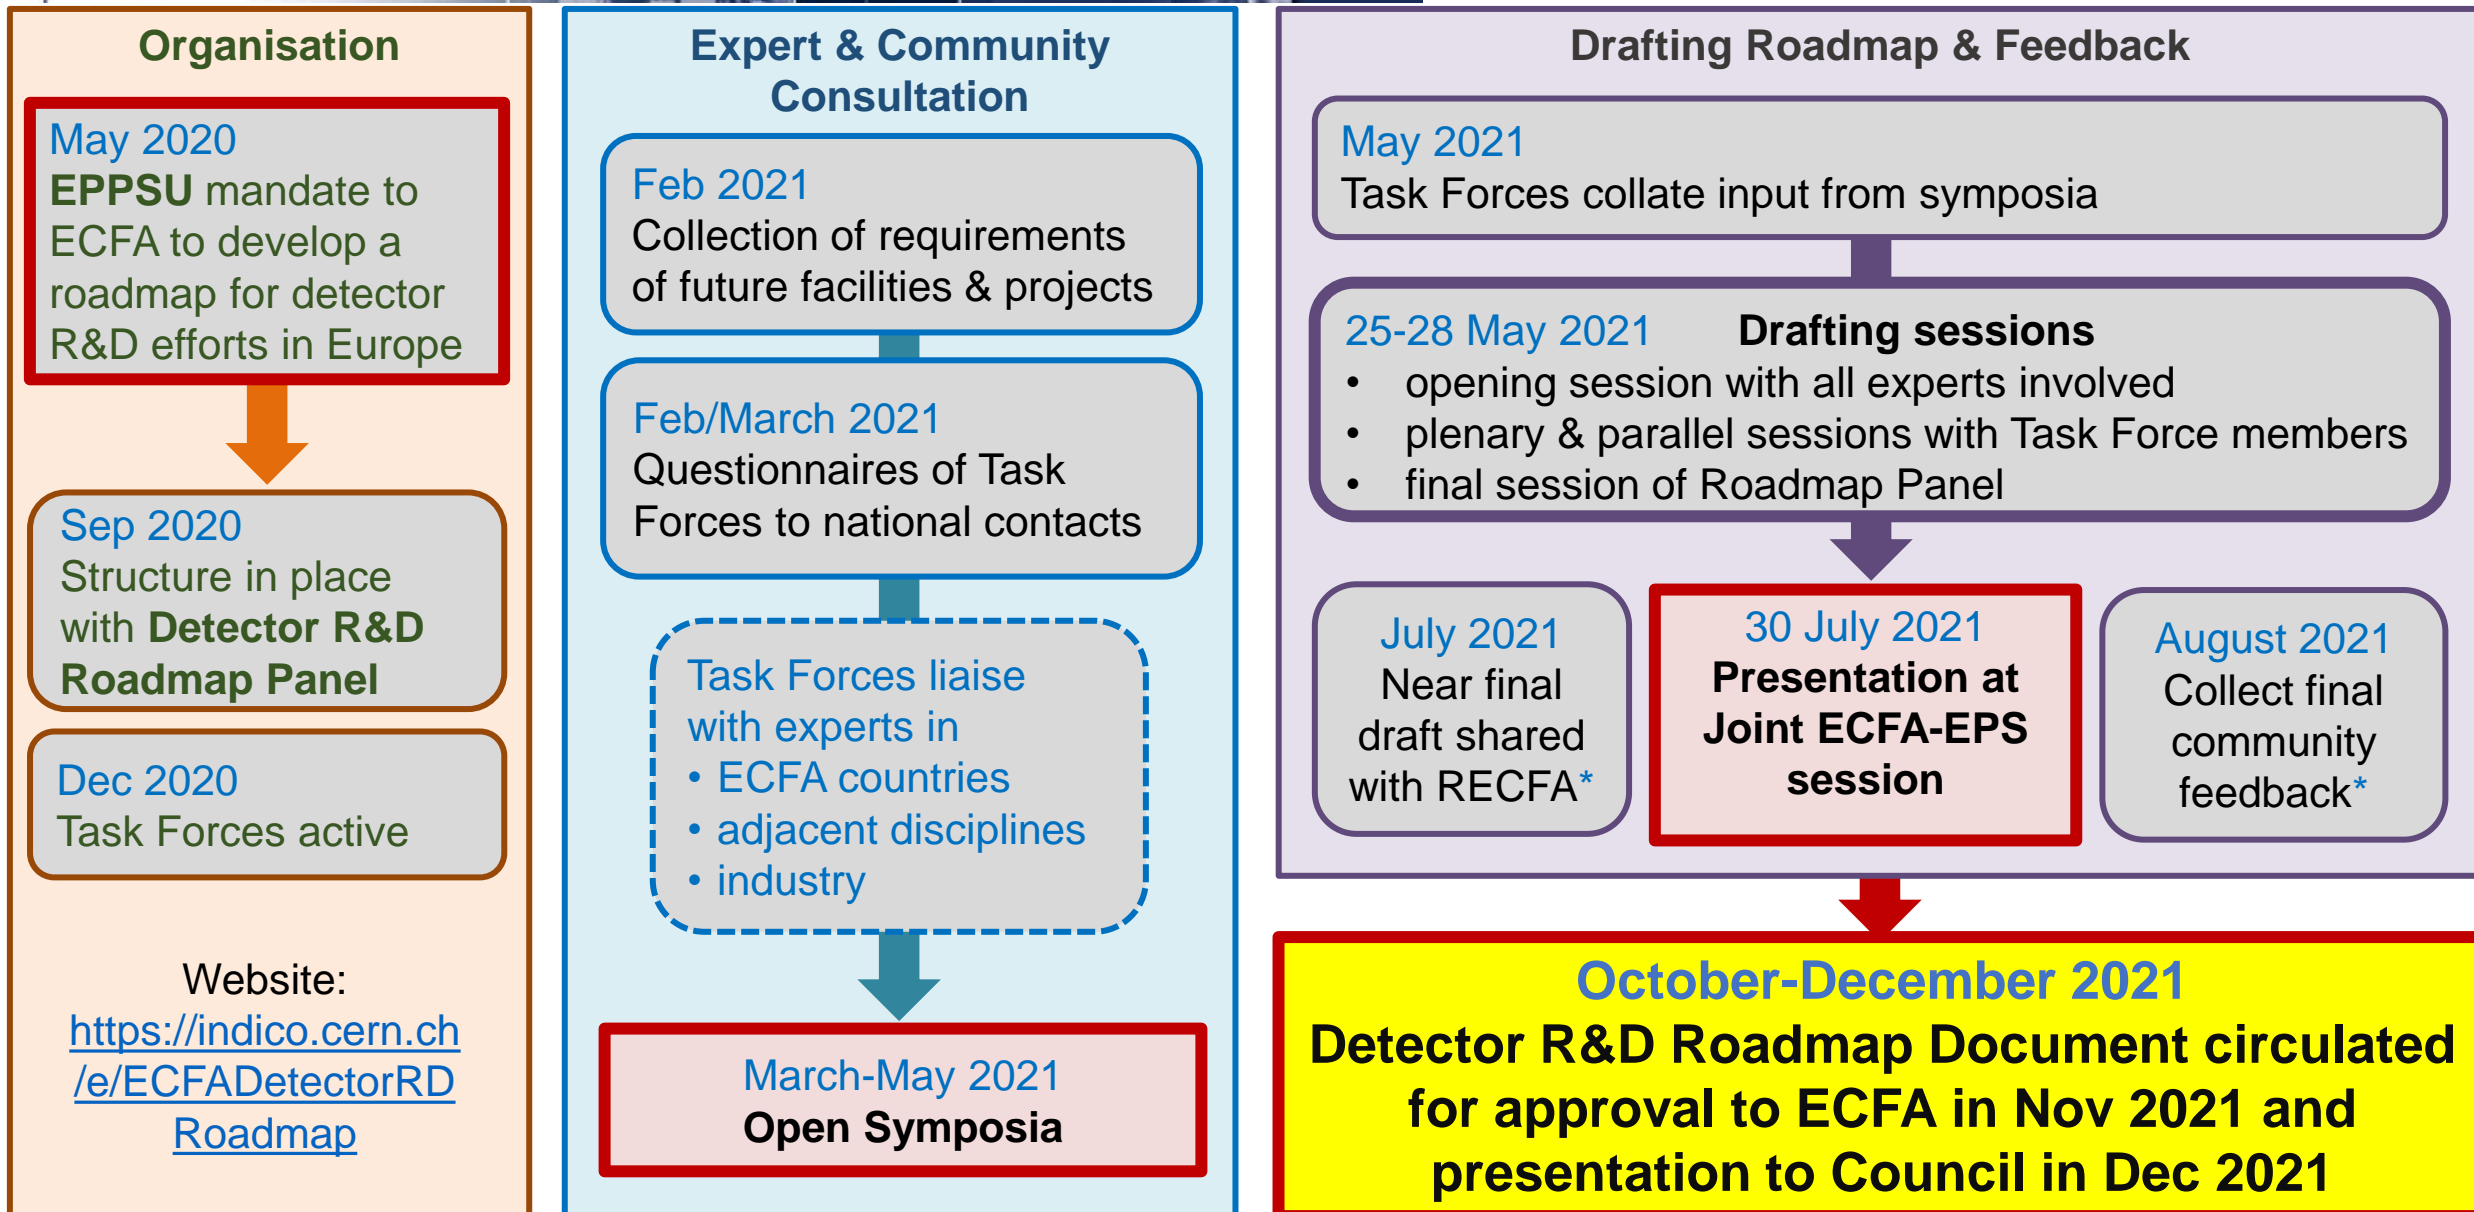 Organisation
May 2020
EPPSU mandate to
ECFA to develop a
roadmap for detector
R&D efforts in Europe
Sep 2020
Structure in place
with Detector R&D
Roadmap Panel
Dec 2020
Task Forces active
Website:
https://indico.cern.ch
/e/ECFADetectorRD
Roadmap
Expert & Community
Consultation
Feb 2021
Collection of requirements
of future facilities & projects
Feb/March 2021
Questionnaires of Task
Forces to national contacts
Task Forces liaise
with experts in
• ECFA countries
• adjacent disciplines
• industry
March-May 2021
Open Symposia
Drafting Roadmap & Feedback
May 2021
Task Forces collate input from symposia
25-28 May 2021 Drafting sessions
• opening session with all experts involved
• plenary & parallel sessions with Task Force members
• final session of Roadmap Panel
July 2021
Near final
draft shared
with RECFA*
30 July 2021
Presentation at
Joint ECFA-EPS
session
August 2021
Collect final
community
feedback*
October-December 2021
Detector R&D Roadmap Document circulated
for approval to ECFA in Nov 2021 and
presentation to Council in Dec 2021